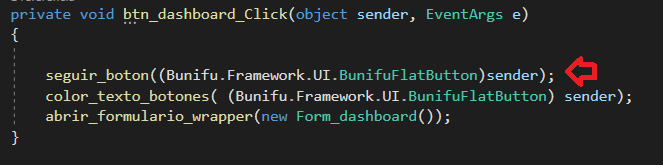 private void btn_dashboard_Click(object sender, EventArgs e)
{
seguir_boton((Bunifu.Framework.UI.BunifuFlatButton)sender);
color_texto_botones( (Bunifu.Framework.UI.BunifuFlatButton) sender);
abrir_formulario_wrapper(new Form_dashboard());
}